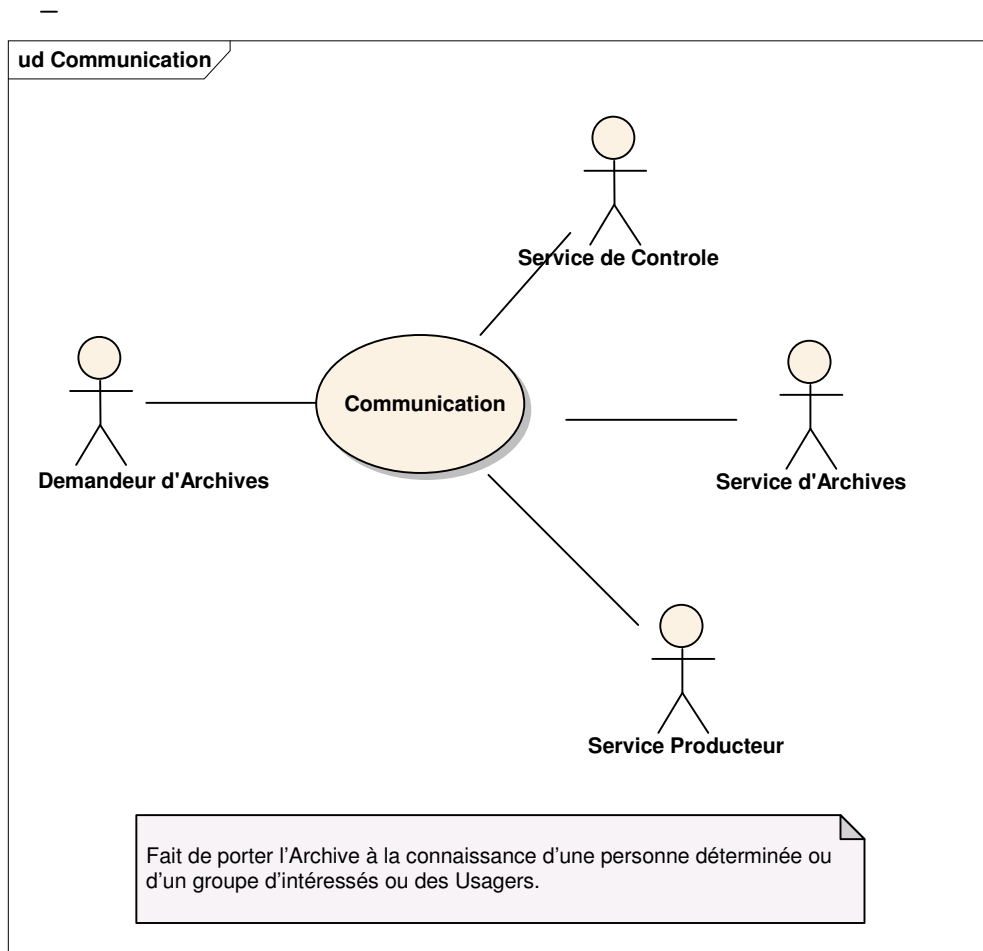 ud Communication
Service de Controle
Communication
Demandeur d'Archives
Service d'Archives
Service Producteur
Fait de porter l’Archive à la connaissance d’une personne déterminée ou
d’un groupe d’intéressés ou des Usagers.